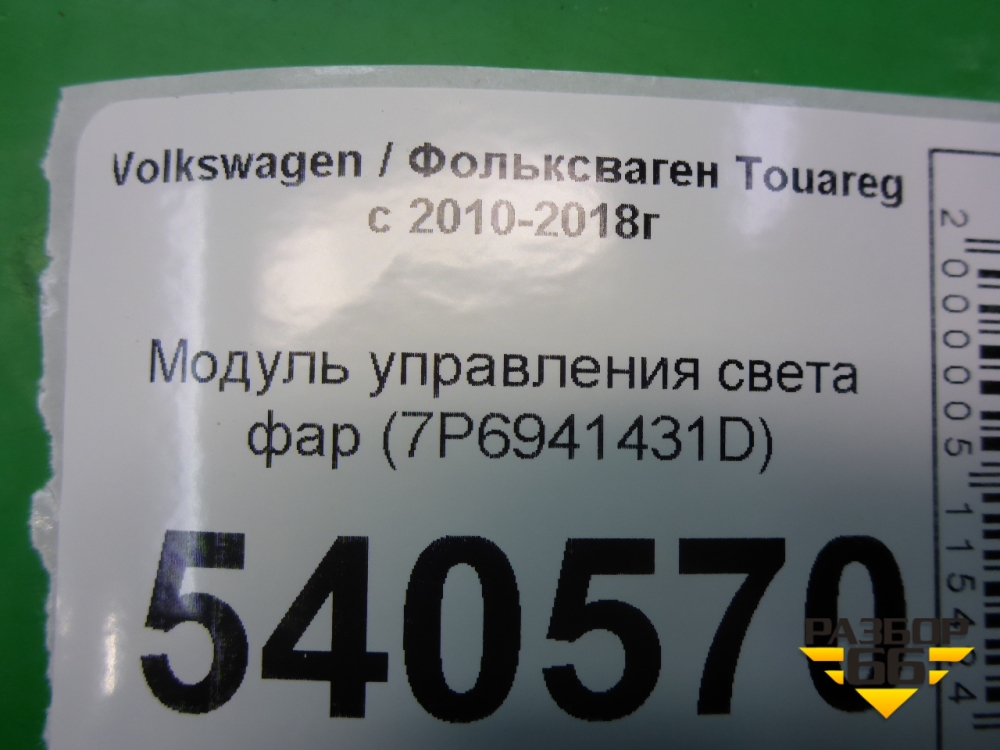 Volkswagen / Фольксваген Touareg
с 2010-2018г
Модуль управления света
фар (7P6941431D)
540570
2000005115424
РАЗБОР
66